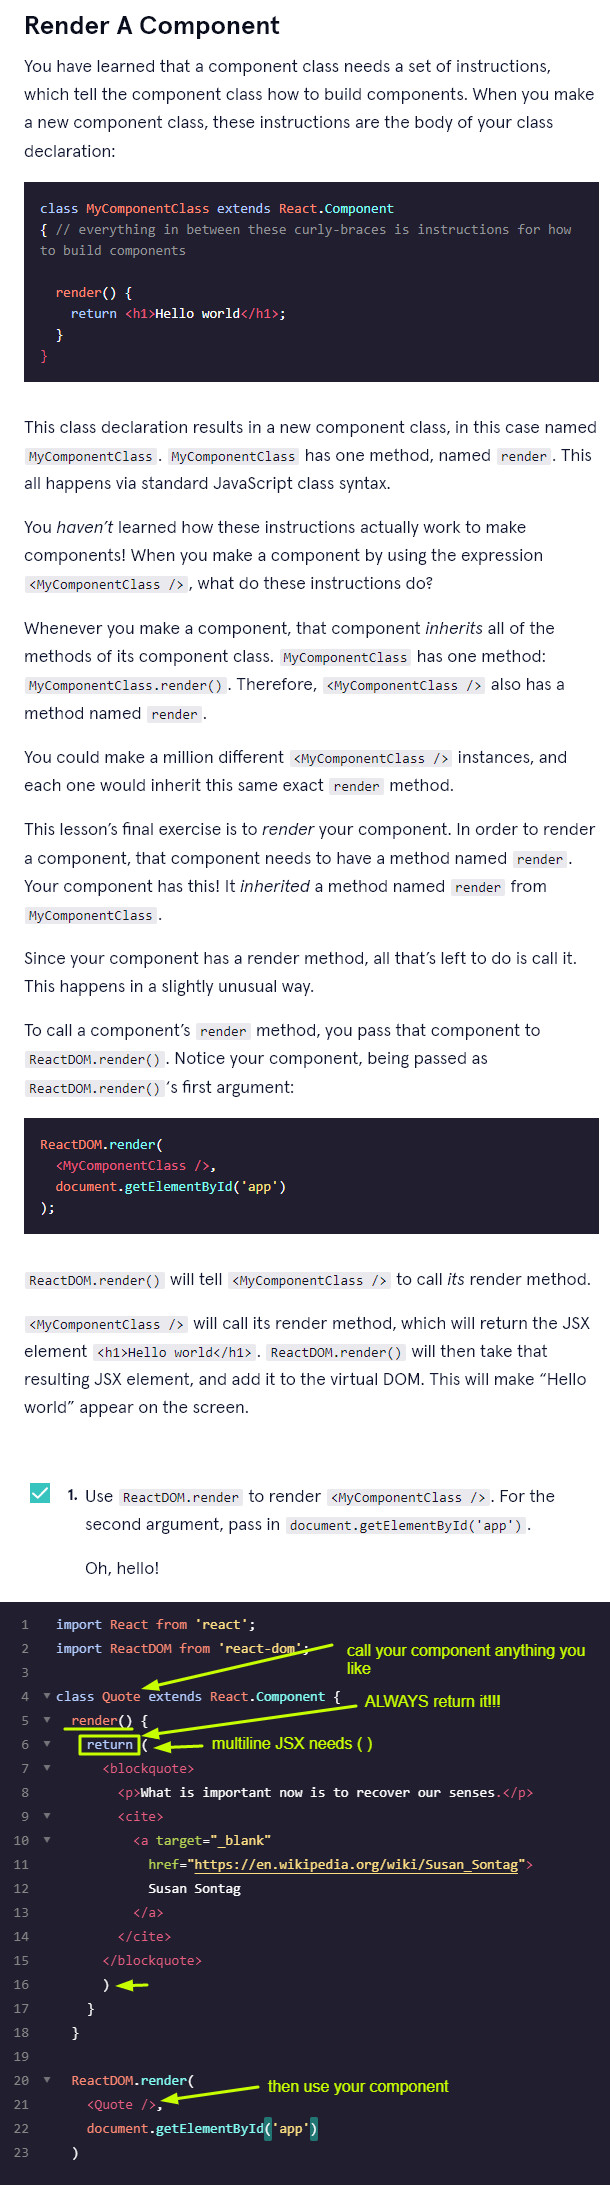 Render A Component
You have learned that a component class needs a set of instructions,
which tell the component class how to build components. When you make
a new component class, these instructions are the body of your class
declaration:
class MyComponentClass extends React.Component
{ // everything in between these curly-braces is instructions for how
to build components
render() {
return <h1>Hello world</h1>;
}
}
This class declaration results in a new component class, in this case named
MyComponentClass. MyComponentClass has one method, named render. This
all happens via standard JavaScript class syntax.
You haven't learned how these instructions actually work to make
components! When you make a component by using the expression
<MyComponentClass />, what do these instructions do?
Whenever you make a component, that component inherits all of the
methods of its component class. MyComponentClass has one method:
MyComponentClass.render(). Therefore, <MyComponentClass /> also has a
method named render.
You could make a million different <MyComponentClass /> instances, and
each one would inherit this same exact render method.
This lesson's final exercise is to render your component. In order to render
a component, that component needs to have a method named render.
Your component has this! It inherited a method named render from
MyComponentClass.
Since your component has a render method, all that's left to do is call it.
This happens in a slightly unusual way.
To call a component's render method, you pass that component to
ReactDOM.render(). Notice your component, being passed as
ReactDOM.render()'s first argument:
ReactDOM.render(
<MyComponentClass />,
document.getElementById('app')
);
ReactDOM.render() will tell <MyComponentClass /> to call its render method.
<MyComponentClass /> will call its render method, which will return the JSX
element <h1>Hello world</h1>. ReactDOM.render() will then take that
resulting JSX element, and add it to the virtual DOM. This will make “Hello
world” appear on the screen.
1. Use ReactDOM.render to render <MyComponentClass />. For the
second argument, pass in document.getElementById('app').
Oh, hello!
1 import React from 'react';
2 import ReactDOM from 'react-dom';
call your component anything you
like
3
4 class Quote extends React.Component {
ALWAYS return it!!!
5 render() {
6 return (
multiline JSX needs ( )
7 <blockquote>
8 <p>What is important now is to recover our senses.</p>
9 <cite>
10 <a target="_blank"
11 href="https://en.wikipedia.org/wiki/Susan_Sontag">
12 Susan Sontag
13 </a>
14 </cite>
15 </blockquote>
16 )
17 }
18 }
19
20 ReactDOM.render(
then use your component
21 <Quote />,
22 document.getElementById('app')
23 )